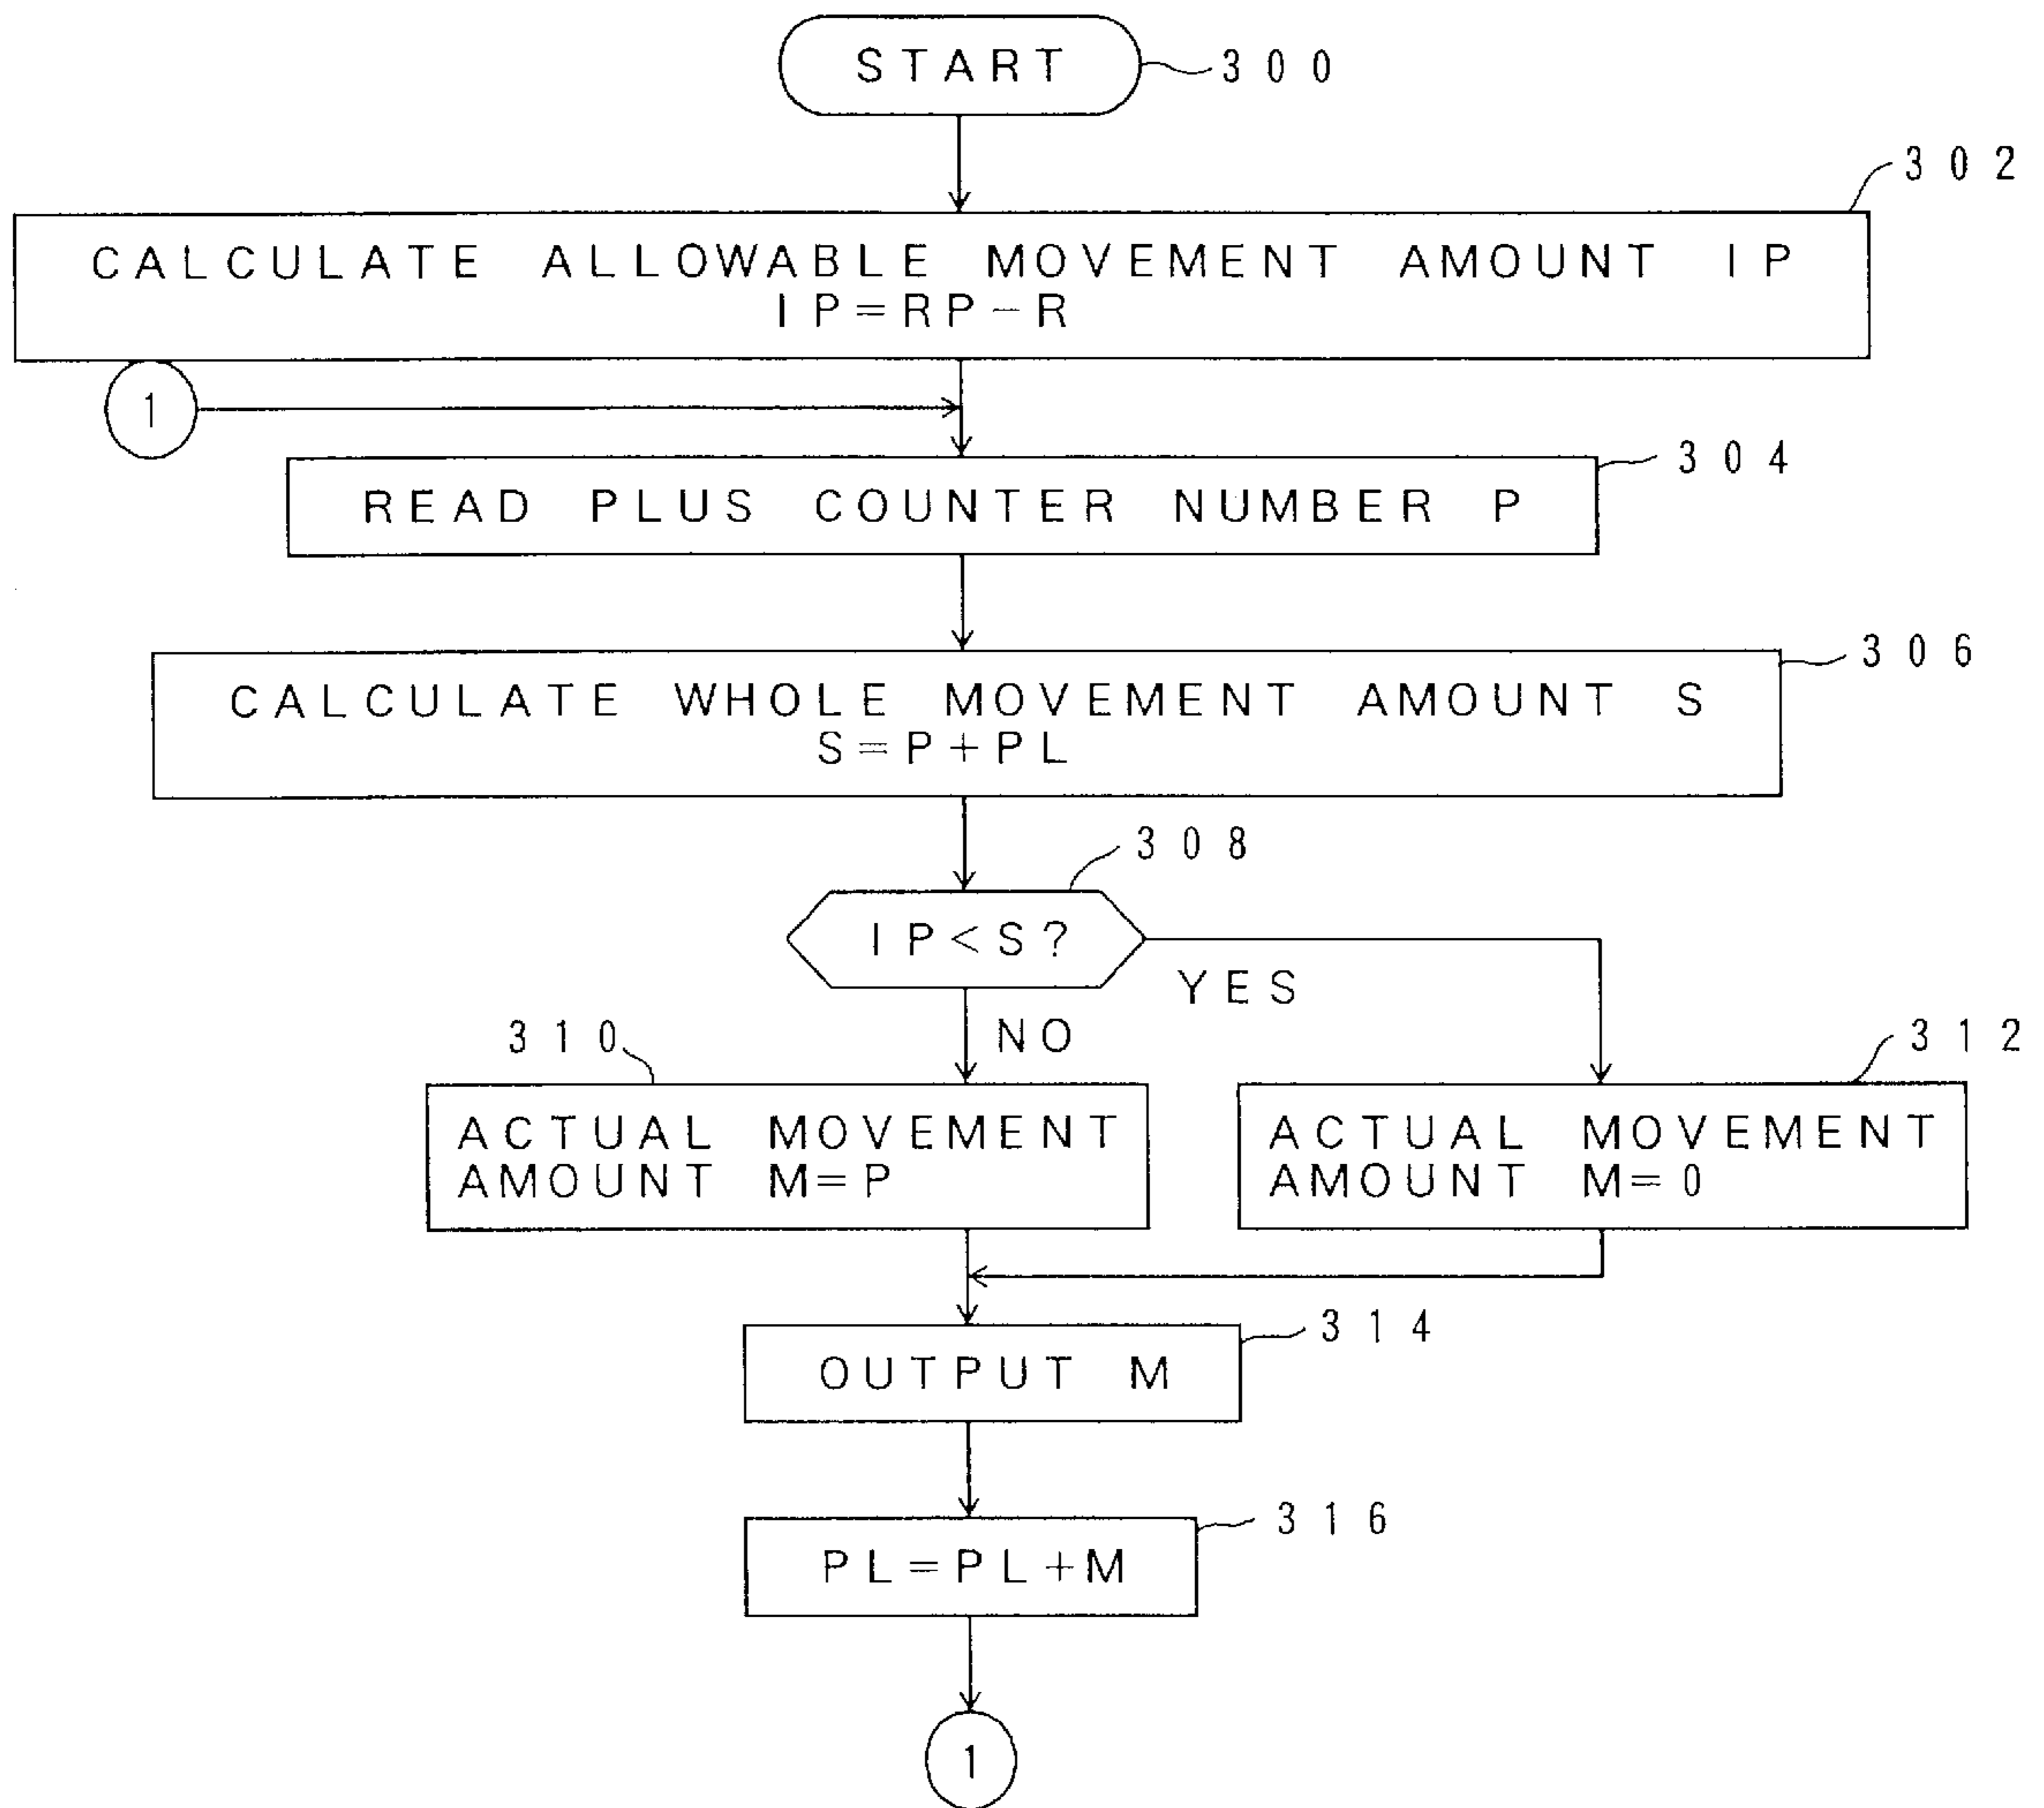 START
300
302
CALCULATE ALLOWABLE MOVEMENT AMOUNT IP
IP=RP-R
1
304
READ PLUS COUNTER NUMBER P
306
CALCULATE WHOLE MOVEMENT AMOUNT S
S=P+PL
308
IP<S?
YES
NO
310
312
ACTUAL MOVEMENT
AMOUNT M=P
ACTUAL MOVEMENT
AMOUNT M=0
314
OUTPUT M
316
PL=PL+M
1